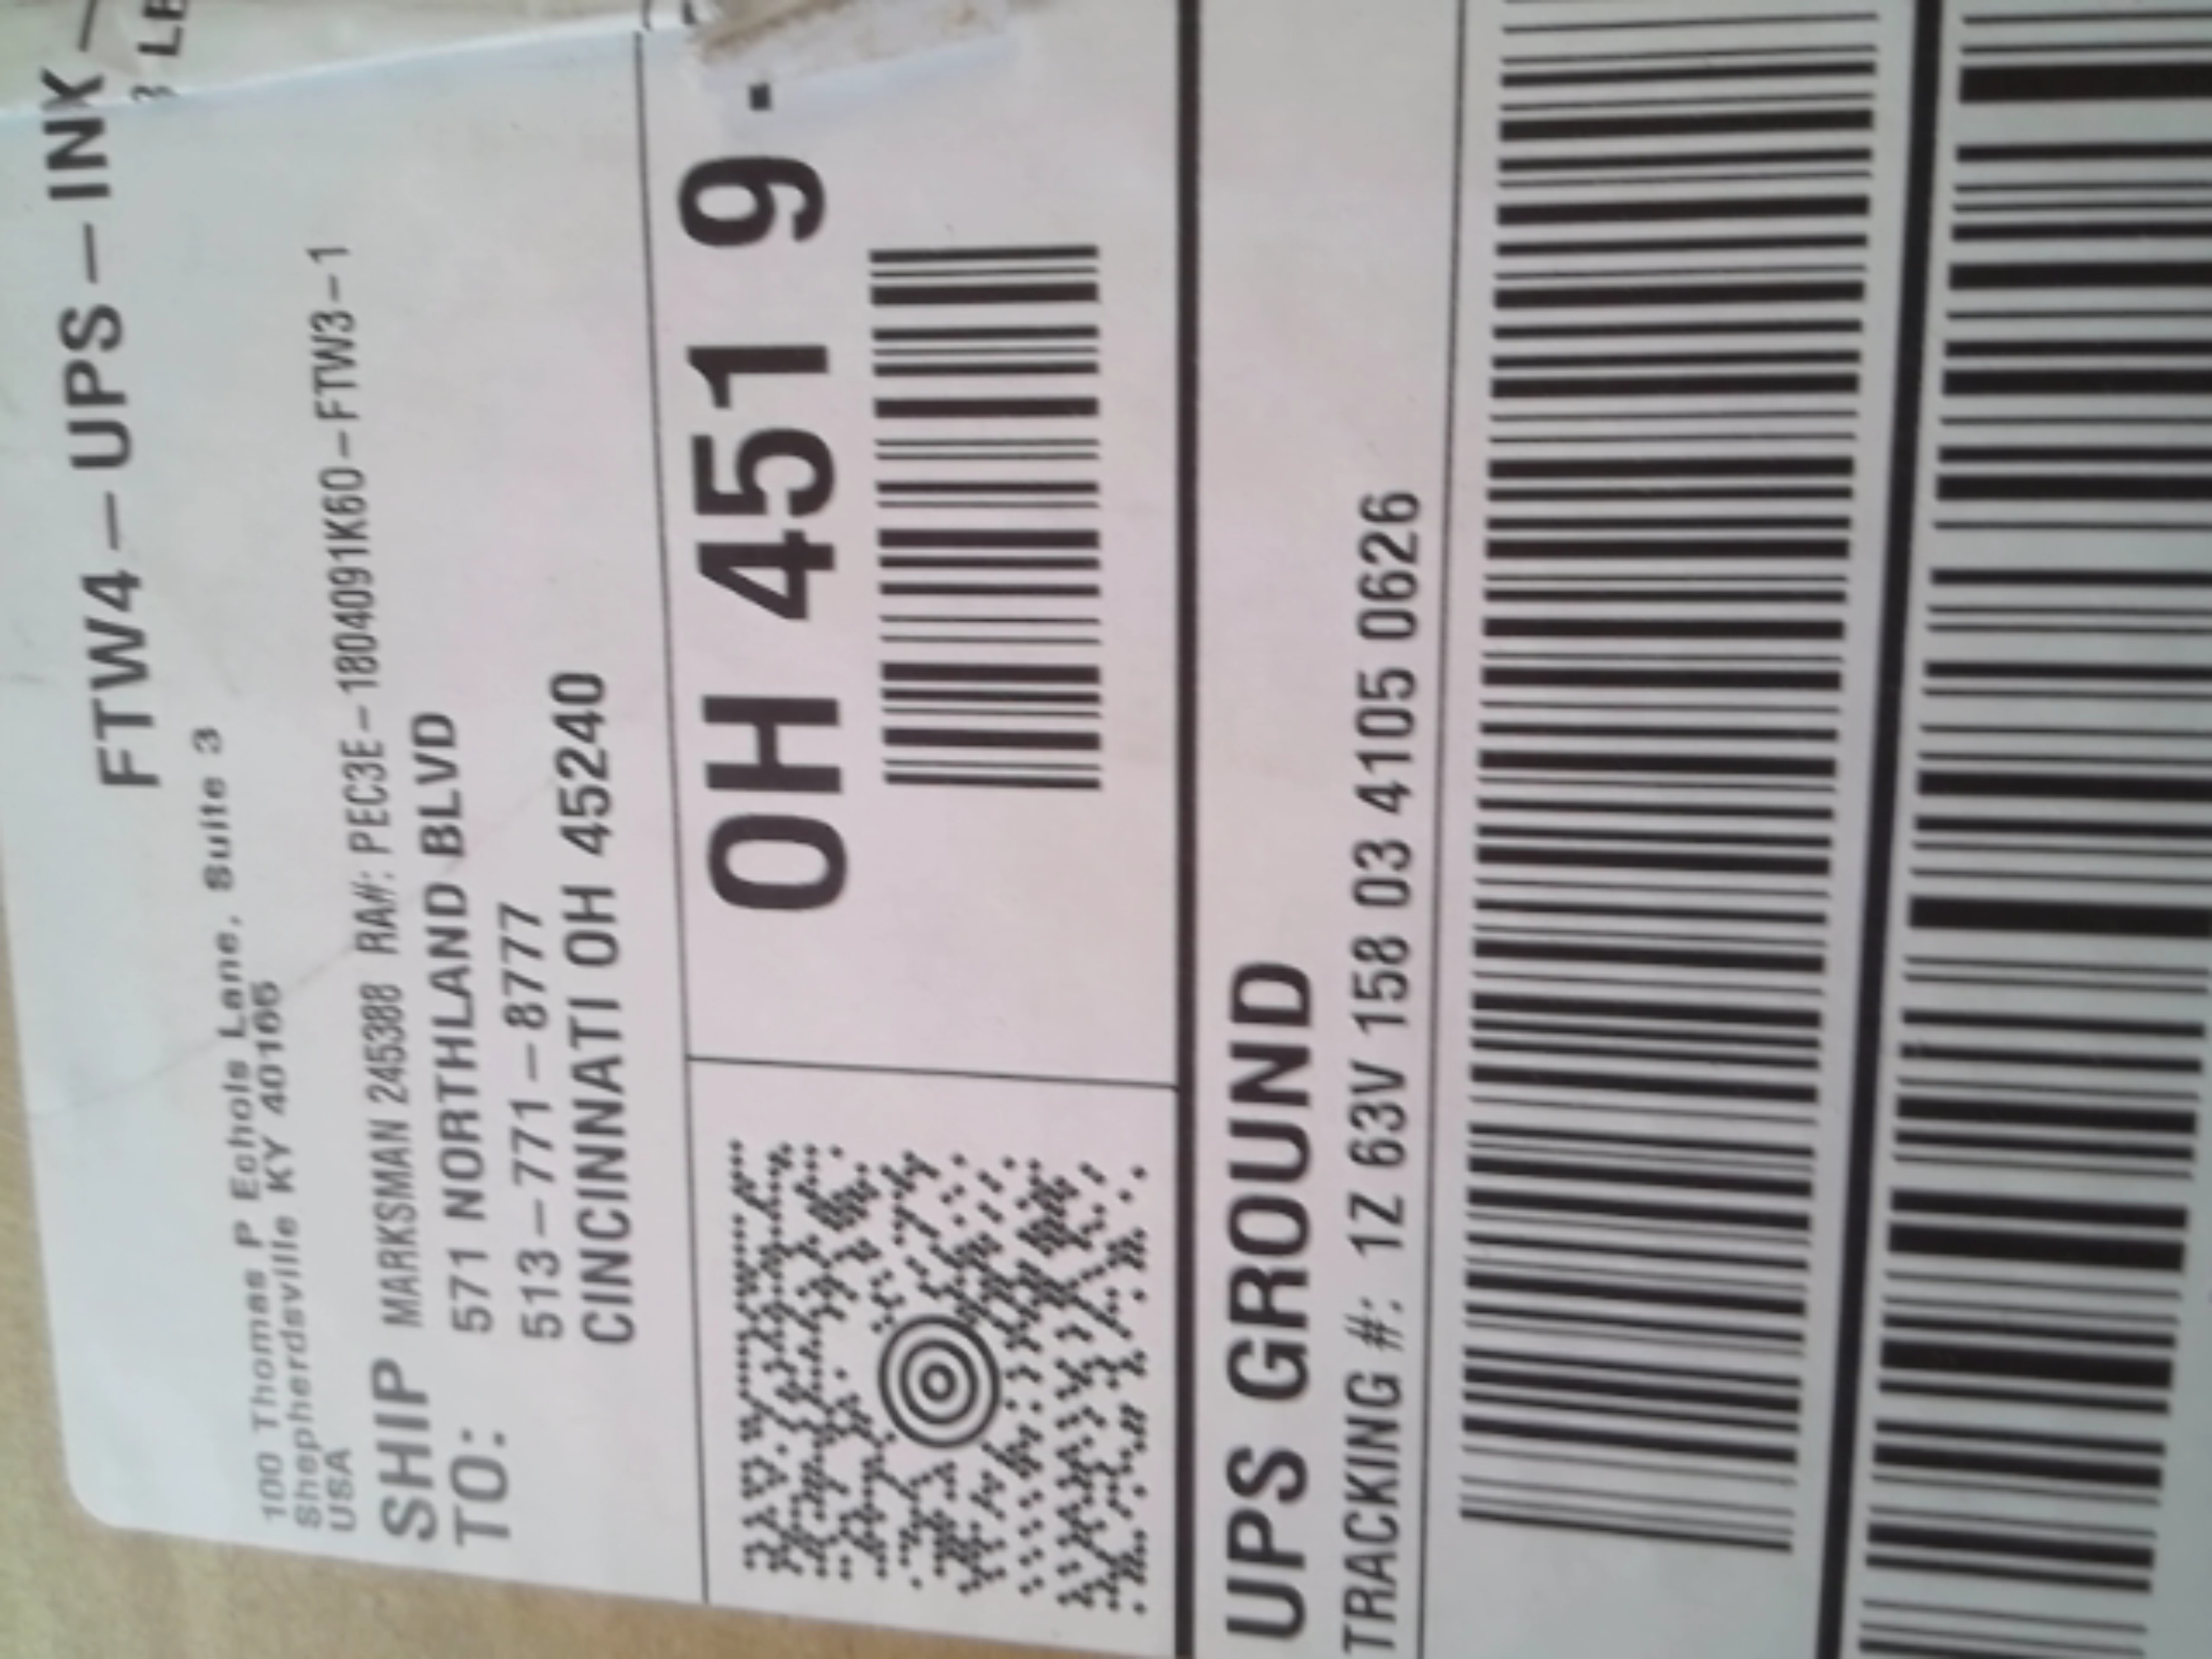 FTW4-UPS-INK-
3 LB
100 Thomas P Echols Lane, Suite 3
Shepherdsville KY 40165
USA
SHIP TO:
MARKSMAN 245388 RA#: PEC3E-1804091K60-FTW3-1
571 NORTHLAND BLVD
513-771-8777
CINCINNATI OH 45240
OH 451 9-
UPS GROUND
TRACKING #: 1Z 63V 158 03 4105 0626